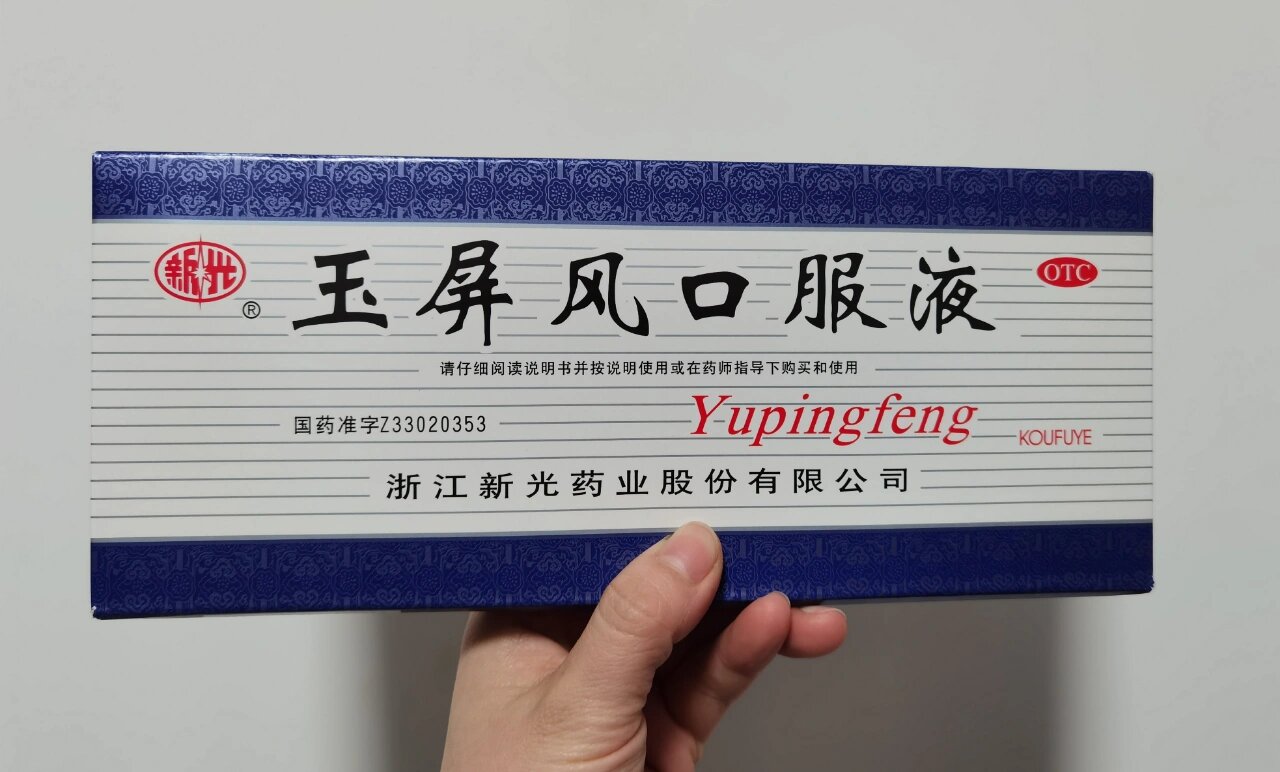 新光
®
玉屏风口服液
OTC
请仔细阅读说明书并按说明使用或在药师指导下购买和使用
国药准字Z33020353
Yupingfeng
KOUFUYE
浙江新光药业股份有限公司